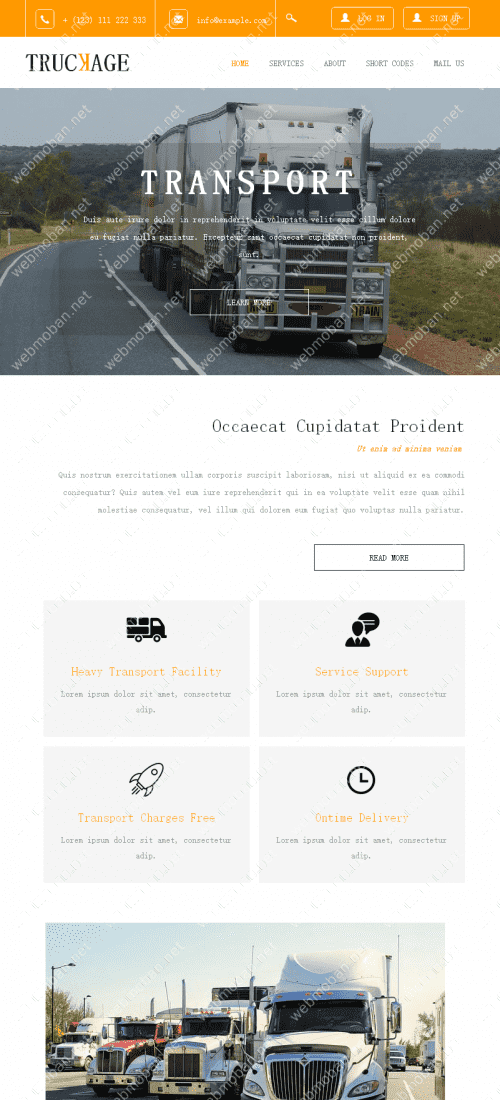 + (123) 111 222 333
info@example.com
LOG IN
SIGN UP
TRUCKAGE
HOME
SERVICES
ABOUT
SHORT CODES
MAIL US
TRANSPORT
Duis aute irure dolor in reprehenderit in voluptate velit esse cillum dolore
eu fugiat nulla pariatur. Excepteur sint occaecat cupidatat non proident,
sunt.
LEARN MORE
Occaecat Cupidatat Proident
Ut enim ad minima veniam
Quis nostrum exercitationem ullam corporis suscipit laboriosam, nisi ut aliquid ex ea commodi
consequatur? Quis autem vel eum iure reprehenderit qui in ea voluptate velit esse quam nihil
molestiae consequatur, vel illum qui dolorem eum fugiat quo voluptas nulla pariatur.
READ MORE
Heavy Transport Facility
Lorem ipsum dolor sit amet, consectetur
adip.
Service Support
Lorem ipsum dolor sit amet, consectetur
adip.
Transport Charges Free
Lorem ipsum dolor sit amet, consectetur
adip.
Ontime Delivery
Lorem ipsum dolor sit amet, consectetur
adip.
webmoban.net